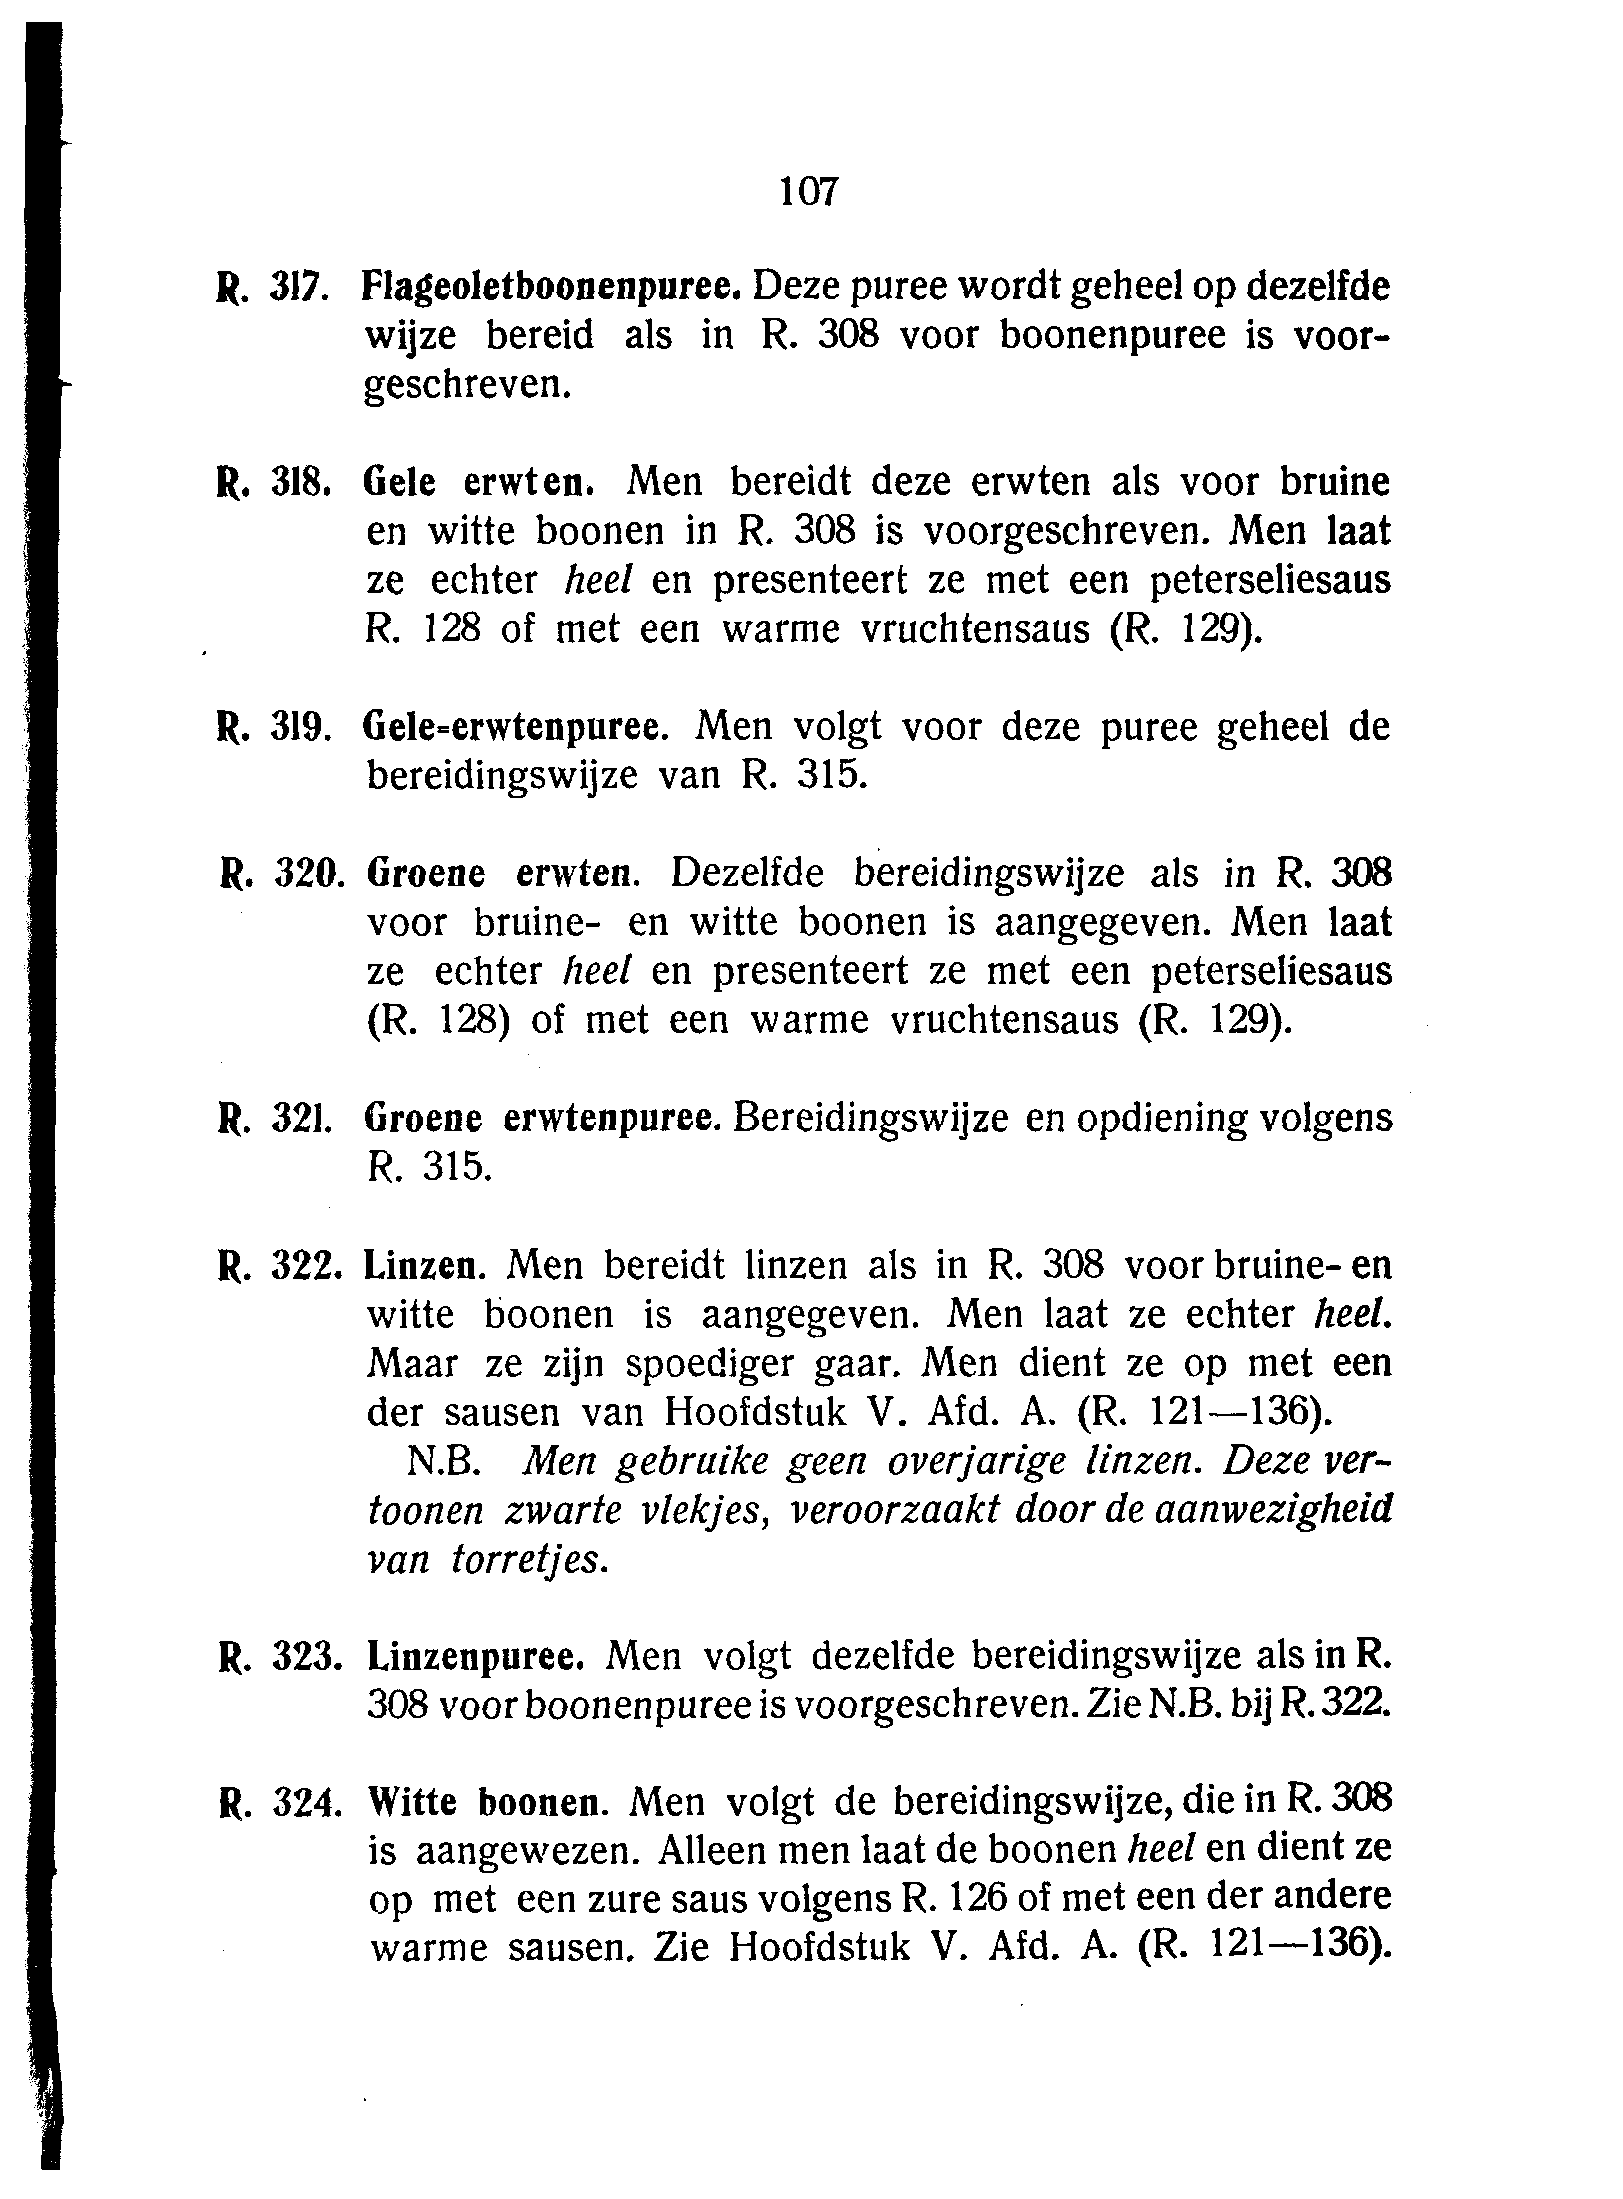 107
R. 317. Flageoletboonenpuree. Deze puree wordt geheel op dezelfde
wijze bereid als in R. 308 voor boonenpuree is voor-
geschreven.
R. 318. Gele erwten. Men bereidt deze erwten als voor bruine
en witte boonen in R. 308 is voorgeschreven. Men laat
ze echter heel en presenteert ze met een peterseliesaus
R. 128 of met een warme vruchtensaus (R. 129).
R. 319. Gele-erwtenpuree. Men volgt voor deze puree geheel de
bereidingswijze van R. 315.
R. 320. Groene erwten. Dezelfde bereidingswijze als in R. 308
voor bruine- en witte boonen is aangegeven. Men laat
ze echter heel en presenteert ze met een peterseliesaus
(R. 128) of met een warme vruchtensaus (R. 129).
R. 321. Groene erwtenpuree. Bereidingswijze en opdiening volgens
R. 315.
R. 322. Linzen. Men bereidt linzen als in R. 308 voor bruine- en
witte boonen is aangegeven. Men laat ze echter heel.
Maar ze zijn spoediger gaar. Men dient ze op met een
der sausen van Hoofdstuk V. Afd. A. (R. 121—136).
N.B. Men gebruike geen overjarige linzen. Deze ver-
toonen zwarte vlekjes, veroorzaakt door de aanwezigheid
van torretjes.
R. 323. Linzenpuree. Men volgt dezelfde bereidingswijze als in R.
308 voor boonenpuree is voorgeschreven. Zie N.B. bij R. 322.
R. 324. Witte boonen. Men volgt de bereidingswijze, die in R. 308
is aangewezen. Alleen men laat de boonen heel en dient ze
op met een zure saus volgens R. 126 of met een der andere
warme sausen. Zie Hoofdstuk V. Afd. A. (R. 121—136).